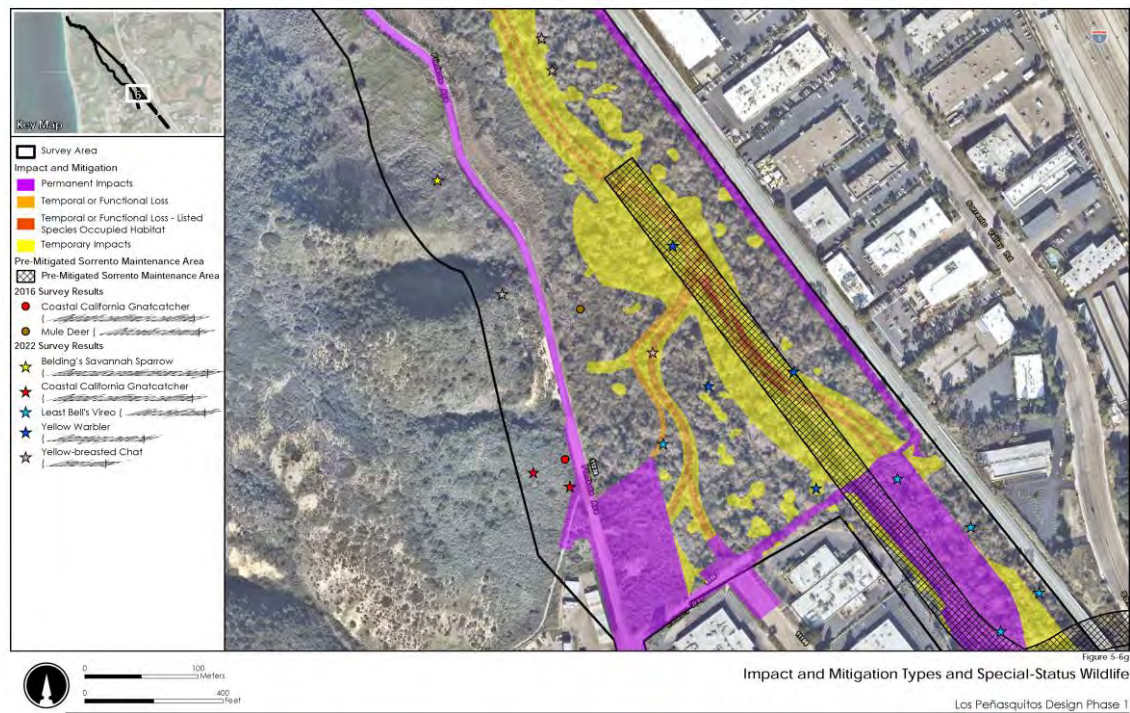 Key Map
6
Survey Area
Impact and Mitigation
Permanent Impacts
Temporal or Functional Loss
Temporal or Functional Loss - Listed
Species Occupied Habitat
Temporary Impacts
Pre-Mitigated Sorrento Maintenance Area
Pre-Mitigated Sorrento Maintenance Area
2016 Survey Results
Coastal California Gnatcatcher
(
Mule Deer (
2022 Survey Results
Belding's Savannah Sparrow
(
Coastal California Gnatcatcher
(
Least Bell's Vireo (
Yellow Warbler
(
Yellow-breasted Chat
(
5
Sorrento Valley Rd
0 100
Meters
0 400
Feet
Figure 5-6g
Impact and Mitigation Types and Special-Status Wildlife
Los Peñasquitos Design Phase 1